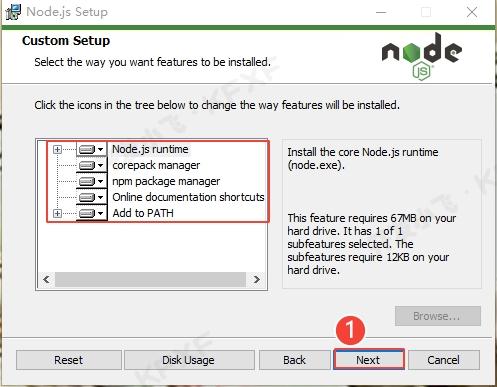 Node.js Setup
Custom Setup
Select the way you want features to be installed.
node
JS
Click the icons in the tree below to change the way features will be installed.
Node.js runtime
corepack manager
npm package manager
Online documentation shortcuts
Add to PATH
Install the core Node.js runtime
(node.exe).
This feature requires 67MB on your
hard drive. It has 1 of 1
subfeatures selected. The
subfeatures require 12KB on your
hard drive.
Browse...
1
Reset
Disk Usage
Back
Next
Cancel